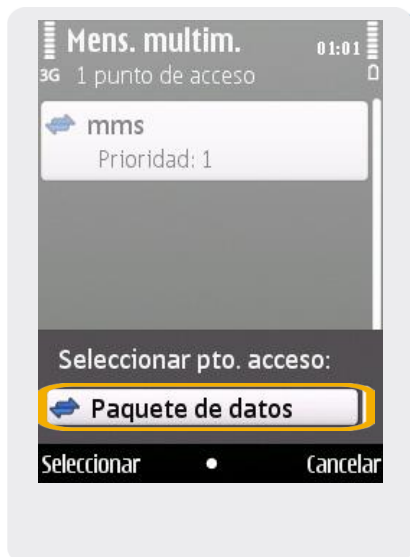 Mens. multim. 01:01
3G 1 punto de acceso
mms
Prioridad: 1
Seleccionar pto. acceso:
Paquete de datos
Seleccionar Cancelar